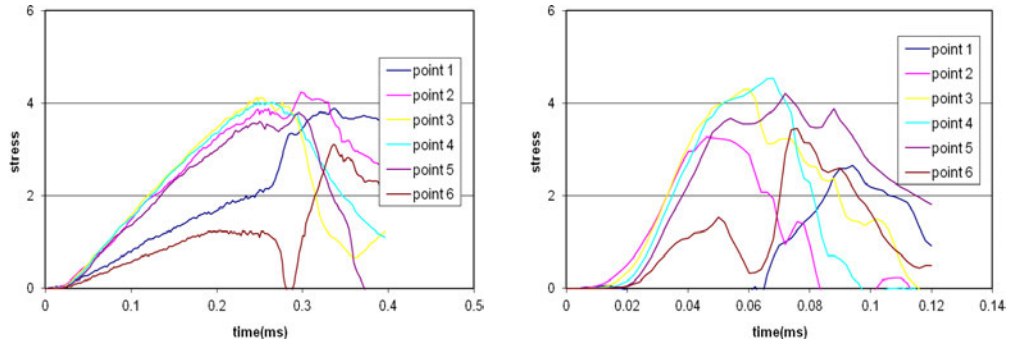 6
4
2
0
stress
0
0.1
0.2
0.3
0.4
0.5
time(ms)
point 1
point 2
point 3
point 4
point 5
point 6
6
4
2
0
stress
0
0.02
0.04
0.06
0.08
0.1
0.12
0.14
time(ms)
point 1
point 2
point 3
point 4
point 5
point 6